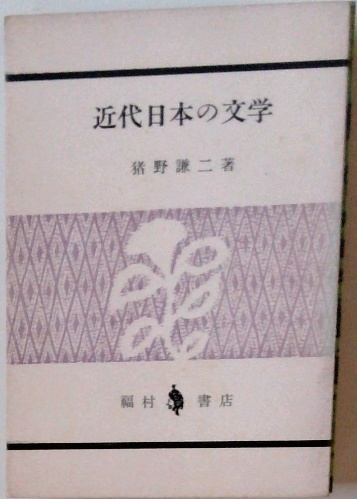 近代日本の文学
猪野謙二著
福村書店